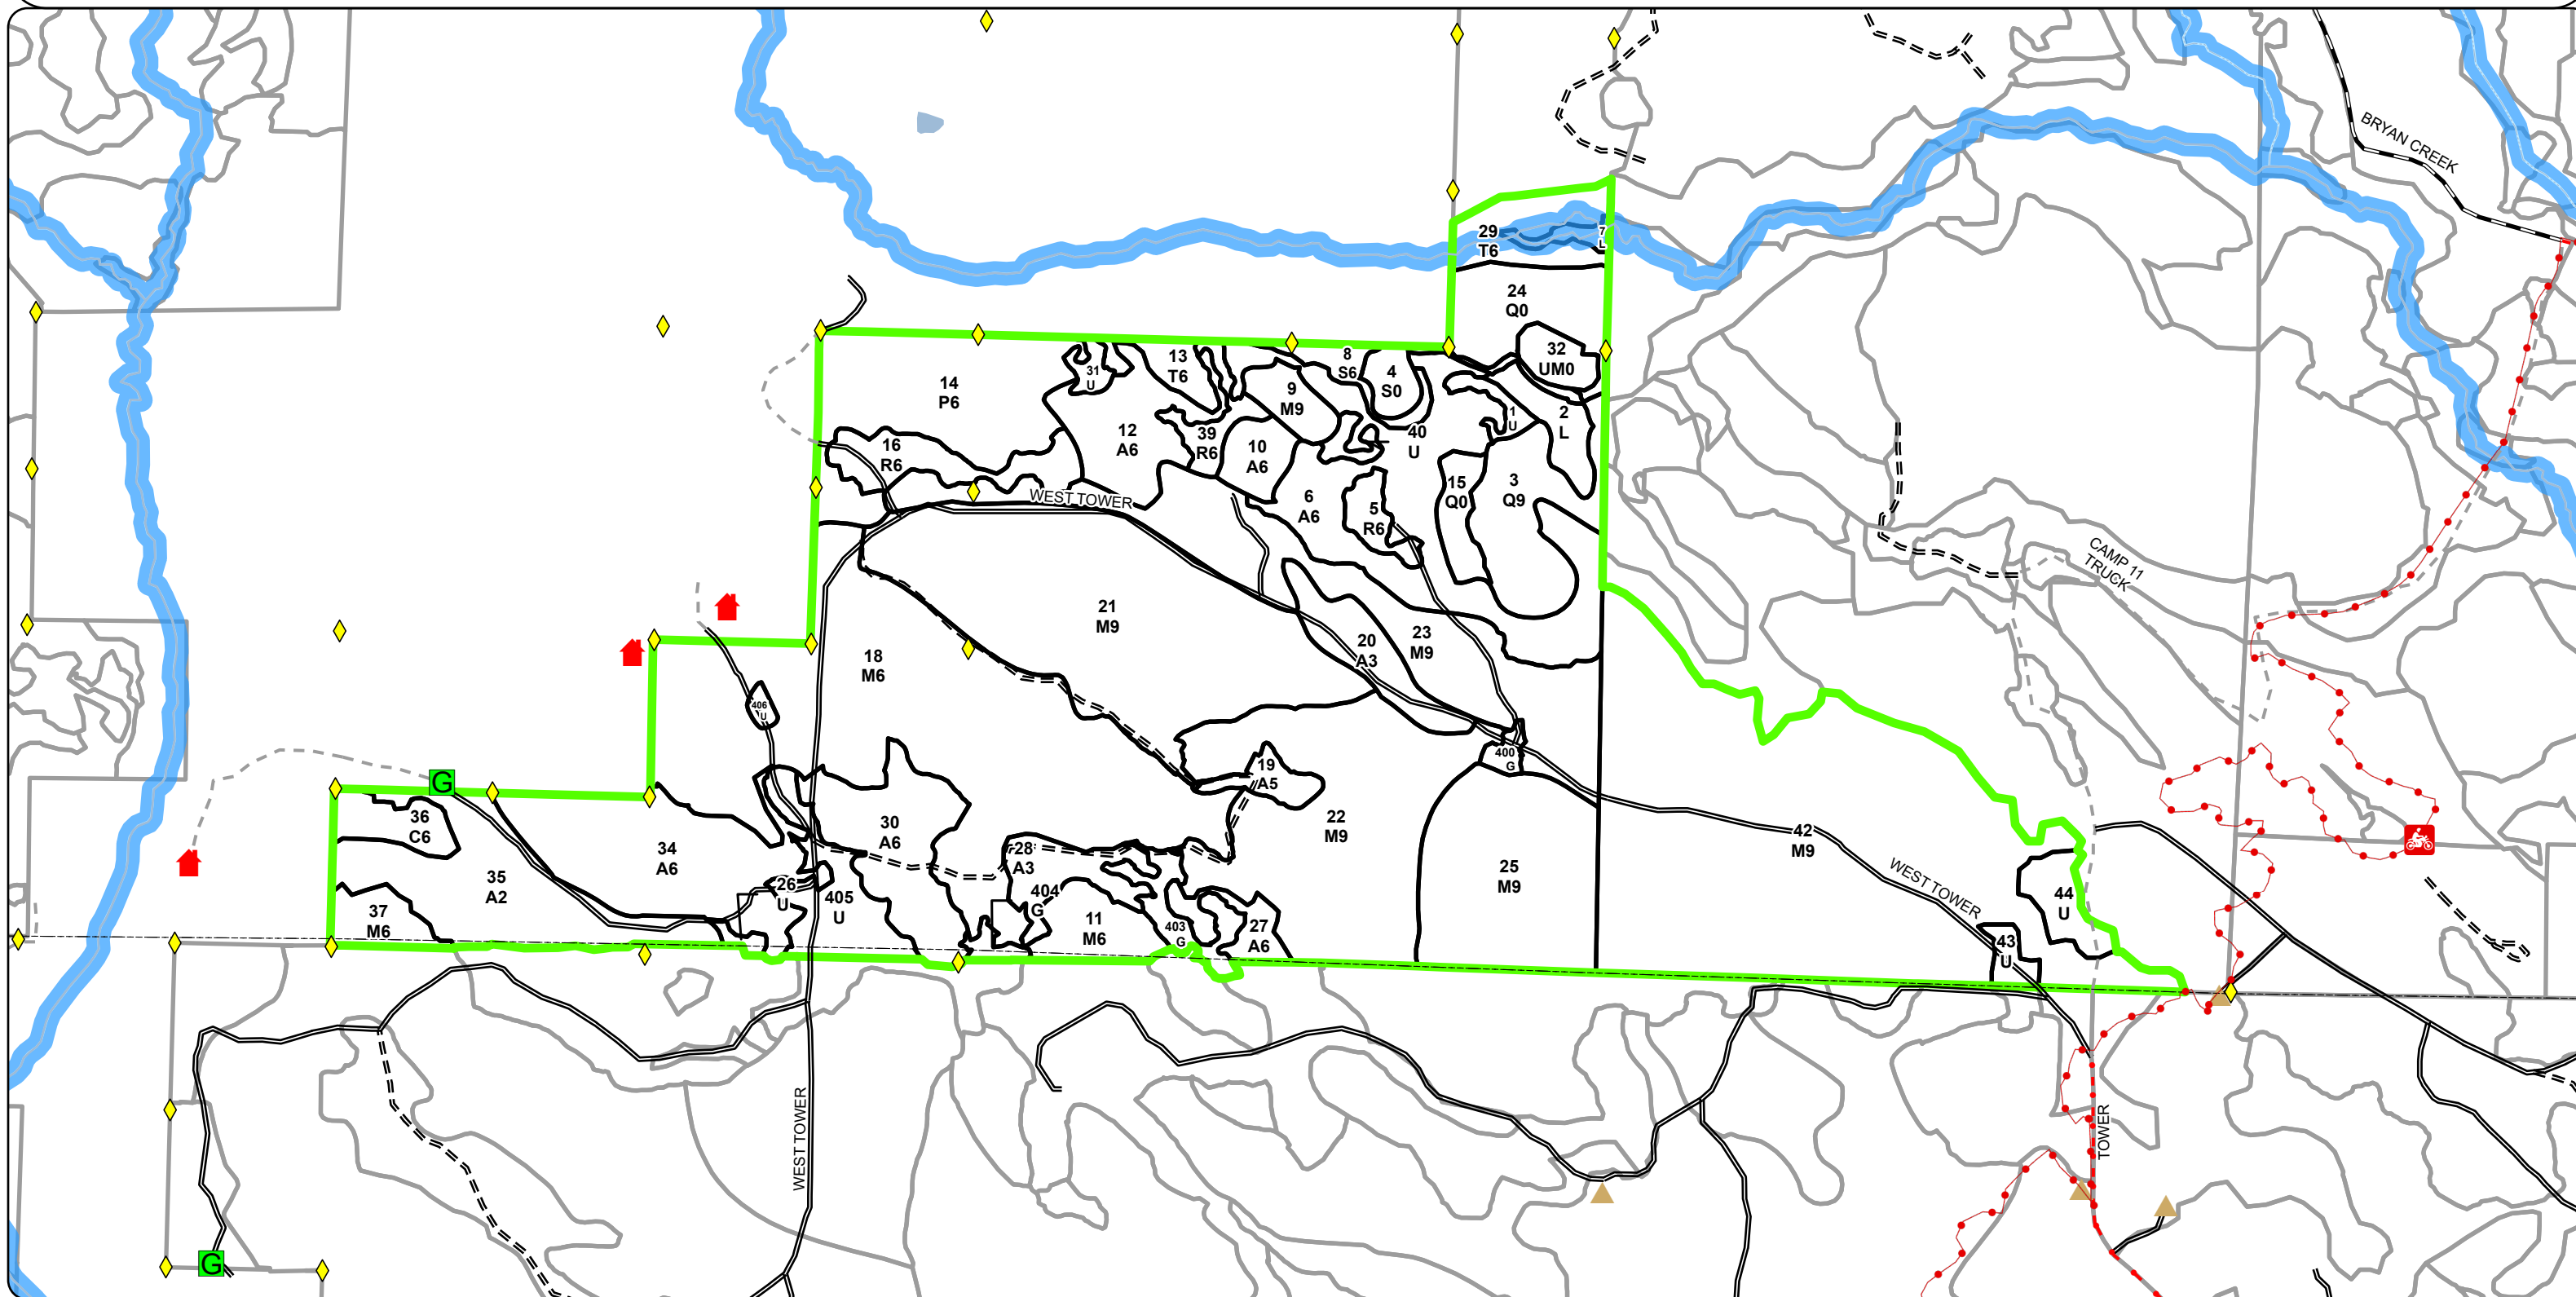 BRYAN CREEK
29
T6
7
L
24
Q0
32
UM0
8
S6
4
S0
13
T6
31
U
14
P6
9
M9
1
U
2
L
12
A6
39
R6
10
A6
40
U
16
R6
15
Q0
3
Q9
6
A6
5
R6
WEST TOWER
CAMP 11
TRUCK
21
M9
18
M6
20
A3
23
M9
406
U
400
G
19
A5
G
36
C6
30
A6
22
M9
42
M9
34
A6
28
A3
25
M9
WEST TOWER
35
A2
26
U
405
U
404
G
44
U
37
M6
11
M6
403
G
27
A6
43
U
WEST TOWER
TOWER
G